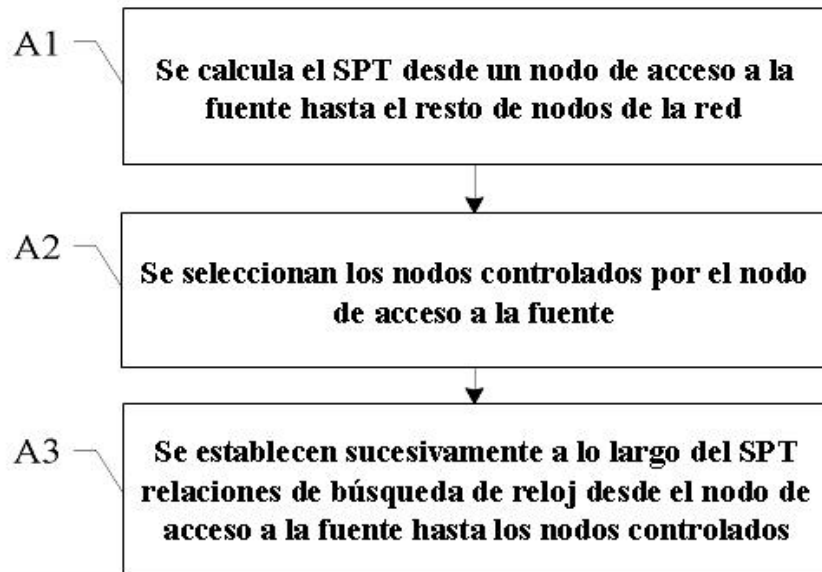 A1
Se calcula el SPT desde un nodo de acceso a la
fuente hasta el resto de nodos de la red
A2
Se seleccionan los nodos controlados por el nodo
de acceso a la fuente
A3
Se establecen sucesivamente a lo largo del SPT
relaciones de búsqueda de reloj desde el nodo de
acceso a la fuente hasta los nodos controlados